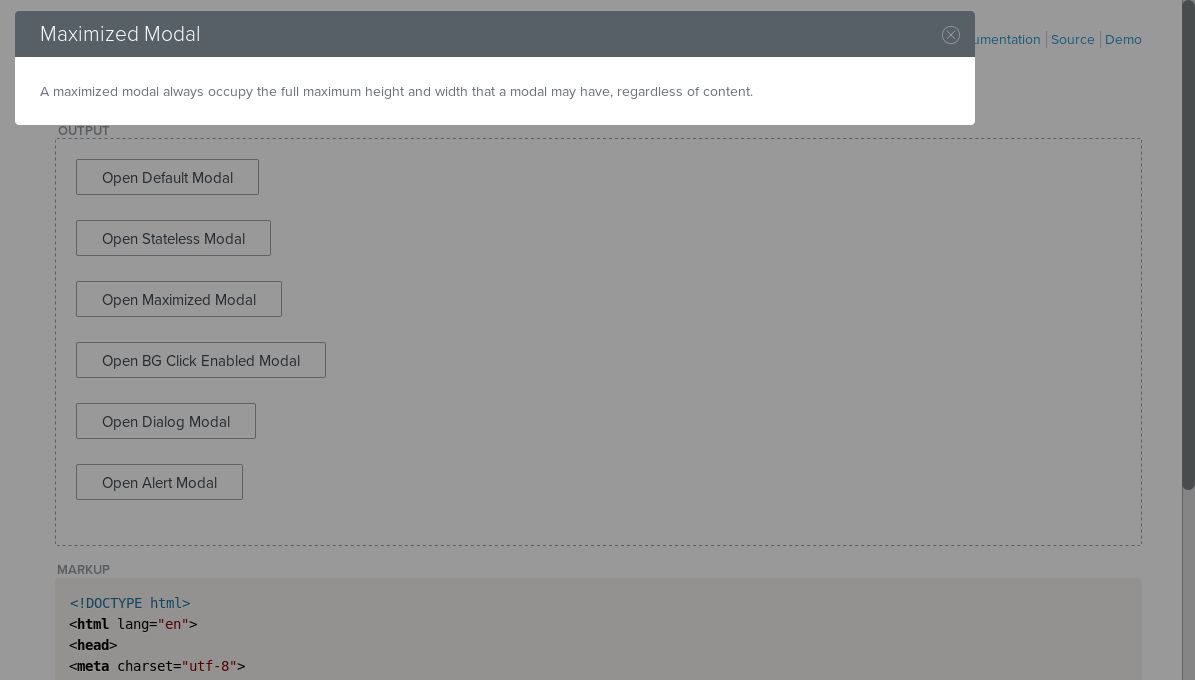 Maximized Modal
Source Demo
A maximized modal always occupy the full maximum height and width that a modal may have, regardless of content.
OUTPUT
Open Default Modal
Open Stateless Modal
Open Maximized Modal
Open BG Click Enabled Modal
Open Dialog Modal
Open Alert Modal
MARKUP
<!DOCTYPE html>
<html lang="en">
<head>
<meta charset="utf-8">